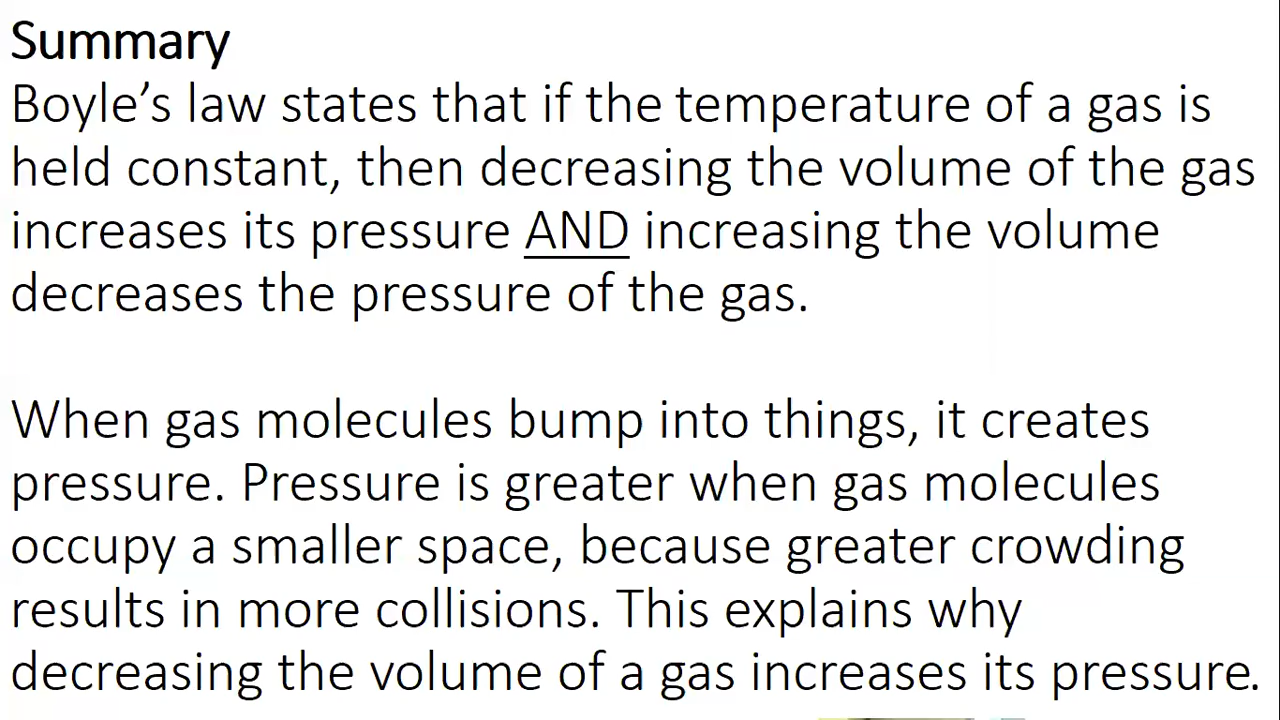 Summary
Boyle’s law states that if the temperature of a gas is
held constant, then decreasing the volume of the gas
increases its pressure AND increasing the volume
decreases the pressure of the gas.
When gas molecules bump into things, it creates
pressure. Pressure is greater when gas molecules
occupy a smaller space, because greater crowding
results in more collisions. This explains why
decreasing the volume of a gas increases its pressure.